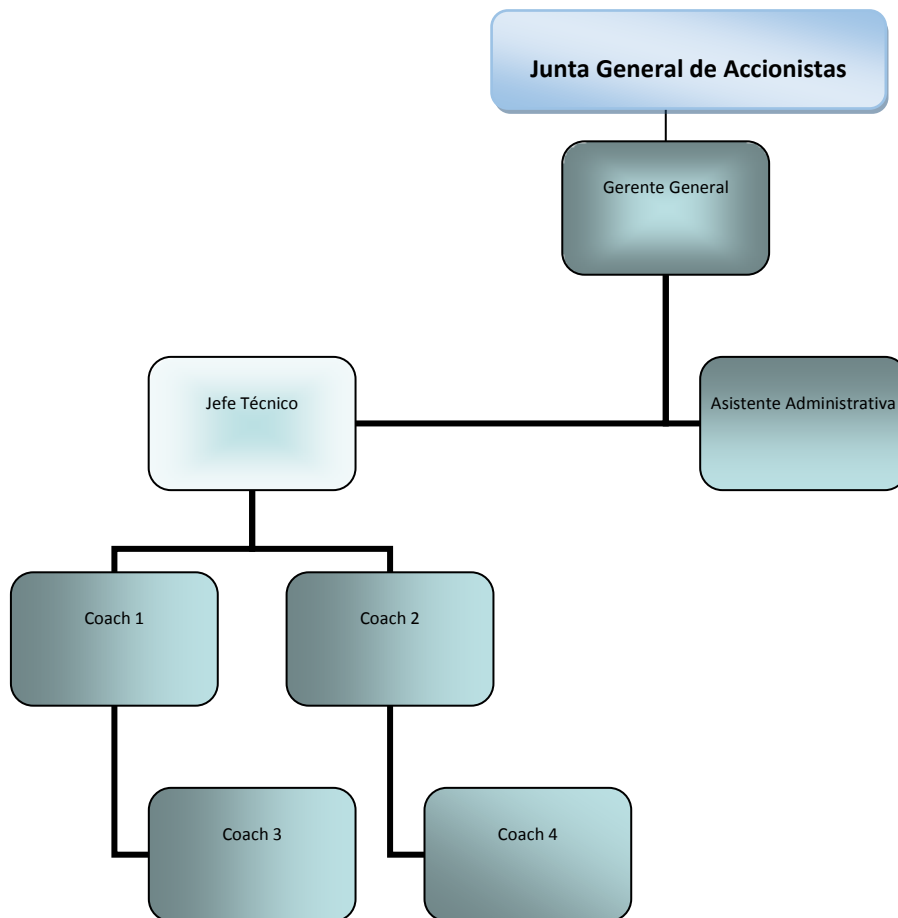 Junta General de Accionistas
Gerente General
Jefe Técnico
Asistente Administrativa
Coach 1
Coach 2
Coach 3
Coach 4